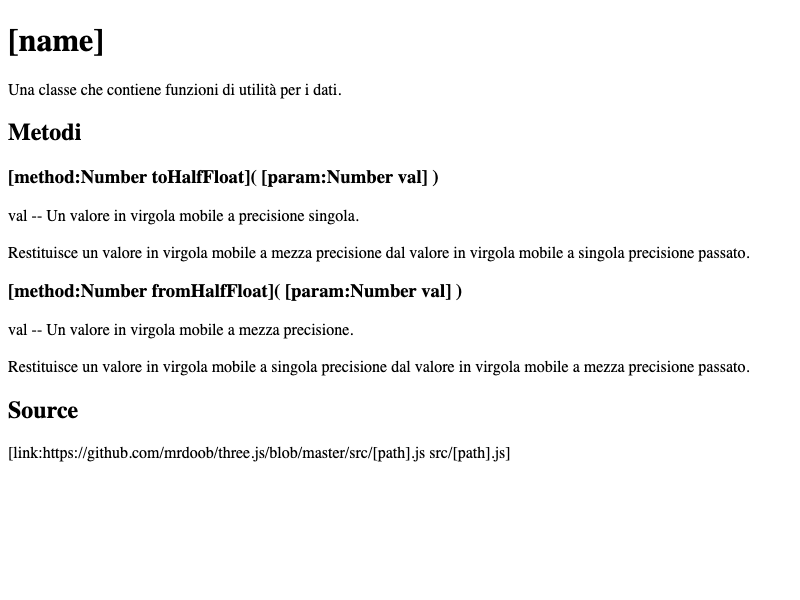 [name]
Una classe che contiene funzioni di utilità per i dati.
Metodi
[method:Number toHalfFloat]( [param:Number val] )
val -- Un valore in virgola mobile a precisione singola.
Restituisce un valore in virgola mobile a mezza precisione dal valore in virgola mobile a singola precisione passato.
[method:Number fromHalfFloat]( [param:Number val] )
val -- Un valore in virgola mobile a mezza precisione.
Restituisce un valore in virgola mobile a singola precisione dal valore in virgola mobile a mezza precisione passato.
Source
[link:https://github.com/mrdoob/three.js/blob/master/src/[path].js src/[path].js]